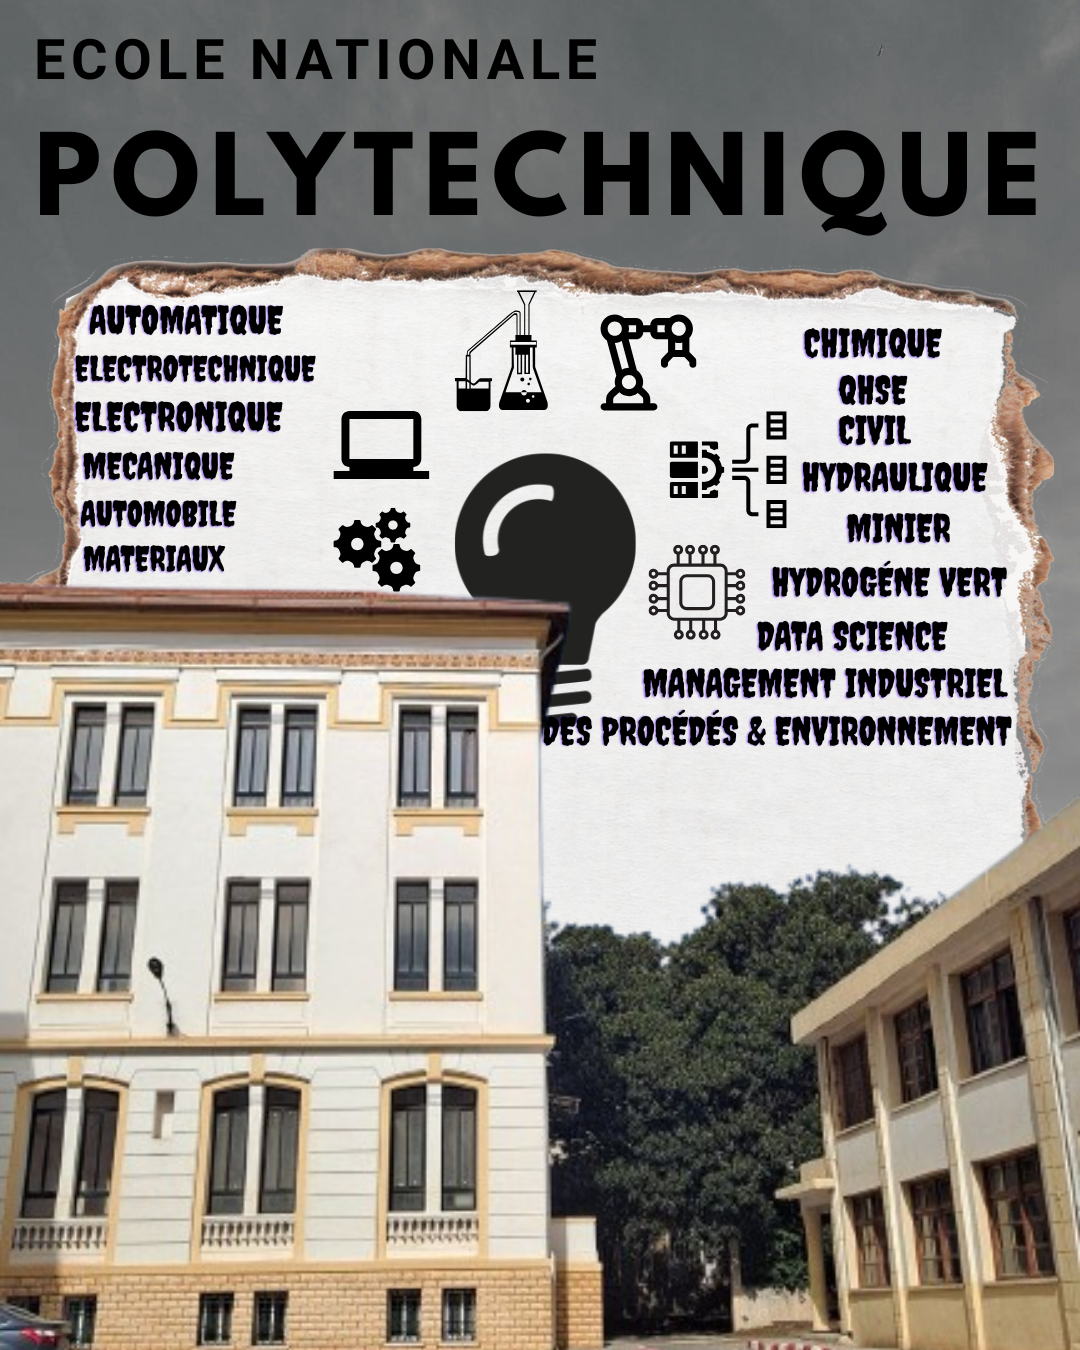 ECOLE NATIONALE
POLYTECHNIQUE
AUTOMATIQUE
ELECTROTECHNIQUE
ELECTRONIQUE
MECANIQUE
AUTOMOBILE
MATERIAUX
CHIMIQUE
QHSE
CIVIL
HYDRAULIQUE
MINIER
HYDROGÉNE VERT
DATA SCIENCE
MANAGEMENT INDUSTRIEL
DES PROCÉDÉS & ENVIRONNEMENT